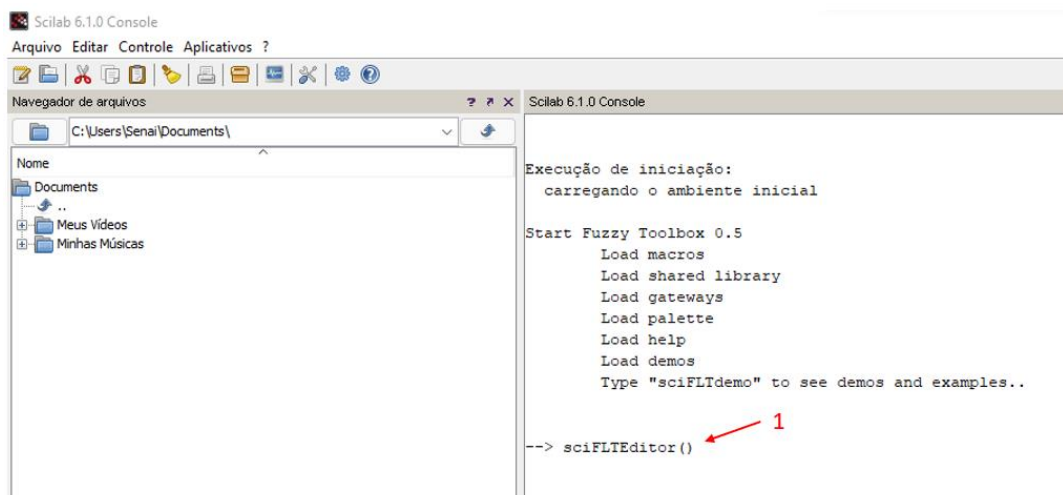 Scilab 6.1.0 Console
Arquivo Editar Controle Aplicativos ?
Navegador de arquivos ? X
C:\Users\Senai\Documents\
Nome
Documents
..
Meus Vídeos
Minhas Músicas
Scilab 6.1.0 Console
Execução de iniciação:
carregando o ambiente inicial
Start Fuzzy Toolbox 0.5
Load macros
Load shared library
Load gateways
Load palette
Load help
Load demos
Type "sciFLTdemo" to see demos and examples..
1
--> sciFLTEditor()